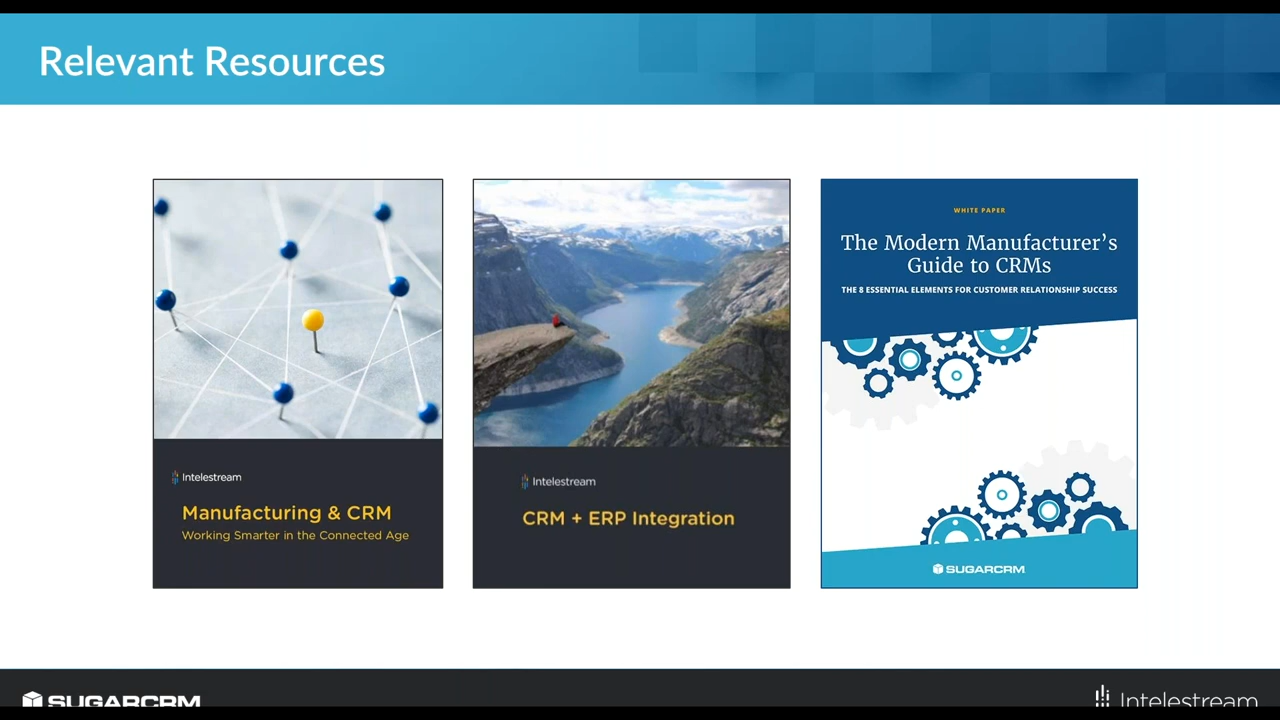 Relevant Resources
Intelestream
Manufacturing & CRM
Working Smarter in the Connected Age
Intelestream
CRM + ERP Integration
WHITE PAPER
The Modern Manufacturer's
Guide to CRMs
THE 8 ESSENTIAL ELEMENTS FOR CUSTOMER RELATIONSHIP SUCCESS
SUGARCRM
SUGARCRM
Intelestream